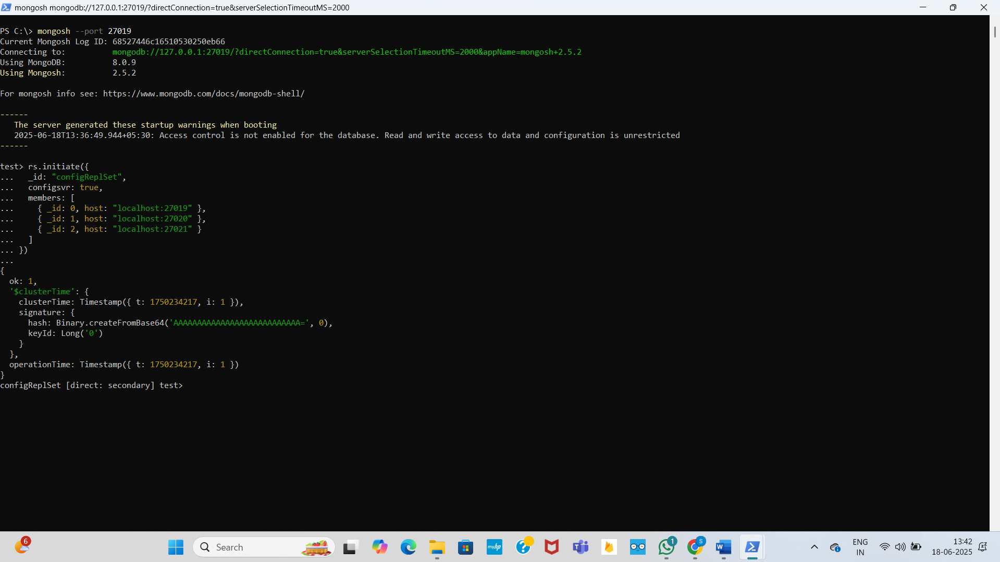 mongosh mongodb://127.0.0.1:27019/?directConnection=true&serverSelectionTimeoutMS=2000
PS C:\> mongosh --port 27019
Current Mongosh Log ID: 68527446c16510530250eb66
Connecting to:          mongodb://127.0.0.1:27019/?directConnection=true&serverSelectionTimeoutMS=2000&appName=mongosh+2.5.2
Using MongoDB:          8.0.9
Using Mongosh:          2.5.2
For mongosh info see: https://www.mongodb.com/docs/mongodb-shell/
------
   The server generated these startup warnings when booting
   2025-06-18T13:36:49.944+05:30: Access control is not enabled for the database. Read and write access to data and configuration is unrestricted
------
test> rs.initiate({
...   _id: "configReplSet",
...   configsvr: true,
...   members: [
...     { _id: 0, host: "localhost:27019" },
...     { _id: 1, host: "localhost:27020" },
...     { _id: 2, host: "localhost:27021" }
...   ]
... })
...
{
  ok: 1,
  '$clusterTime': {
    clusterTime: Timestamp({ t: 1750234217, i: 1 }),
    signature: {
      hash: Binary.createFromBase64('AAAAAAAAAAAAAAAAAAAAAAAAAAA=', 0),
      keyId: Long('0')
    }
  },
  operationTime: Timestamp({ t: 1750234217, i: 1 })
}
configReplSet [direct: secondary] test>
6
Search
myhp
1
S
ENG
IN
13:42
18-06-2025